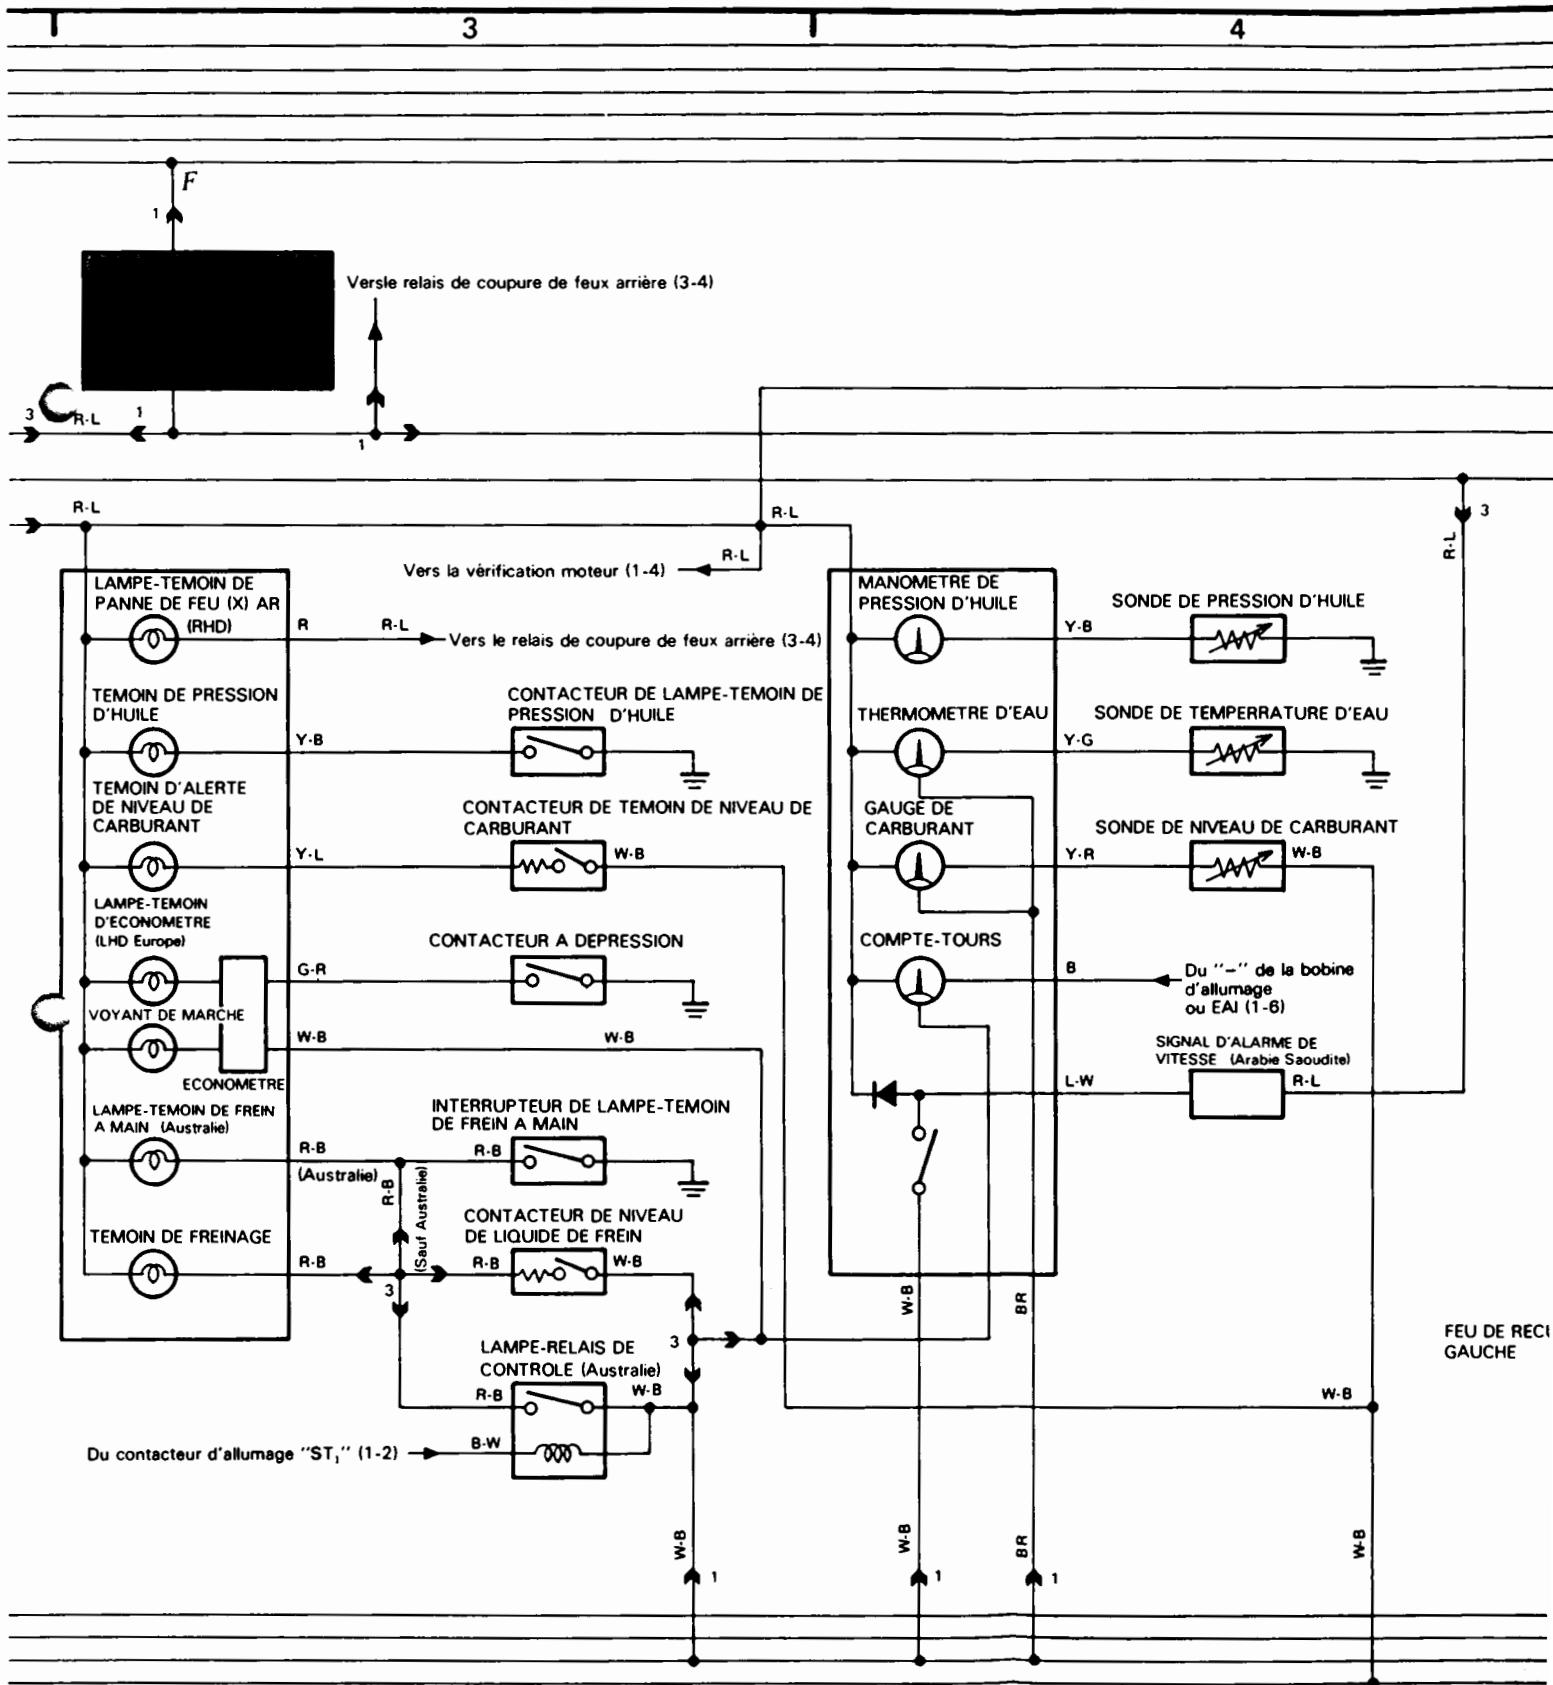 3
4
F
1
Versle relais de coupure de feux arrière (3-4)
3
R-L
1
1
R-L
R-L
3
R-L
Vers la vérification moteur (1-4)
R-L
LAMPE-TEMOIN DE
PANNE DE FEU (X) AR
(RHD)
R
R-L
Vers le relais de coupure de feux arrière (3-4)
MANOMETRE DE
PRESSION D'HUILE
Y-B
SONDE DE PRESSION D'HUILE
TEMOIN DE PRESSION
D'HUILE
Y-B
CONTACTEUR DE LAMPE-TEMOIN DE
PRESSION D'HUILE
THERMOMETRE D'EAU
Y-G
SONDE DE TEMPERRATURE D'EAU
TEMOIN D'ALERTE
DE NIVEAU DE
CARBURANT
Y-L
CONTACTEUR DE TEMOIN DE NIVEAU DE
CARBURANT
W-B
GAUGE DE
CARBURANT
Y-R
SONDE DE NIVEAU DE CARBURANT
W-B
LAMPE-TEMOIN
D'ECONOMETRE
(LHD Europe)
G-R
CONTACTEUR A DEPRESSION
COMPTE-TOURS
B
Du "–" de la bobine
d'allumage
ou EAI (1-6)
VOYANT DE MARCHE
W-B
W-B
ECONOMETRE
SIGNAL D'ALARME DE
VITESSE (Arabie Saoudite)
L-W
R-L
LAMPE-TEMOIN DE FREIN
A MAIN (Australie)
R-B
(Australie)
R-B
(Sauf Australie)
INTERRUPTEUR DE LAMPE-TEMOIN
DE FREIN A MAIN
R-B
TEMOIN DE FREINAGE
R-B
3
CONTACTEUR DE NIVEAU
DE LIQUIDE DE FREIN
R-B
W-B
W-B
BR
3
LAMPE-RELAIS DE
CONTROLE (Australie)
R-B
W-B
B-W
Du contacteur d'allumage "ST₁" (1-2)
FEU DE RECU
GAUCHE
W-B
W-B
1
W-B
1
BR
1
W-B